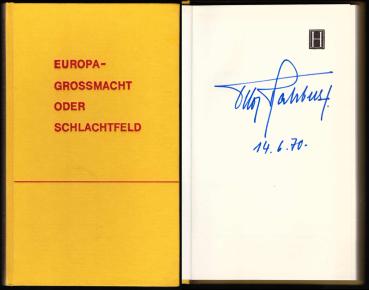 EUROPA-
GROSSMACHT
ODER
SCHLACHTFELD
H
14.6.70.